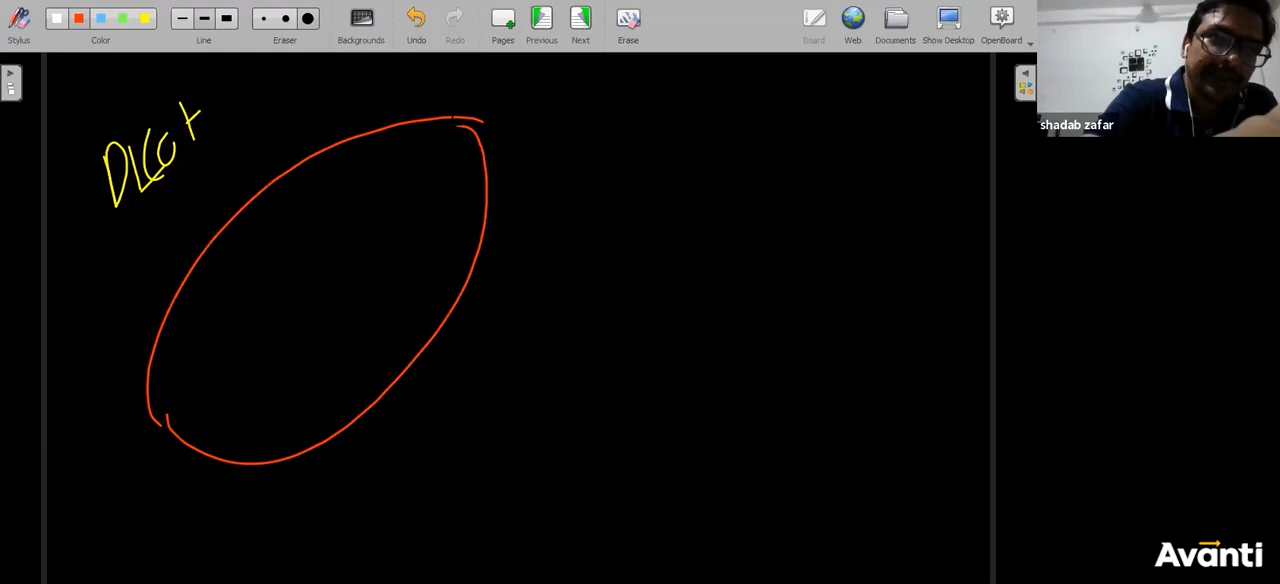 Stylus
Color
Line
Eraser
Backgrounds
Undo
Redo
Pages
Previous
Next
Erase
Board
Web
Documents
Show Desktop
OpenBoard
shadab zafar
DICOT
Avanti